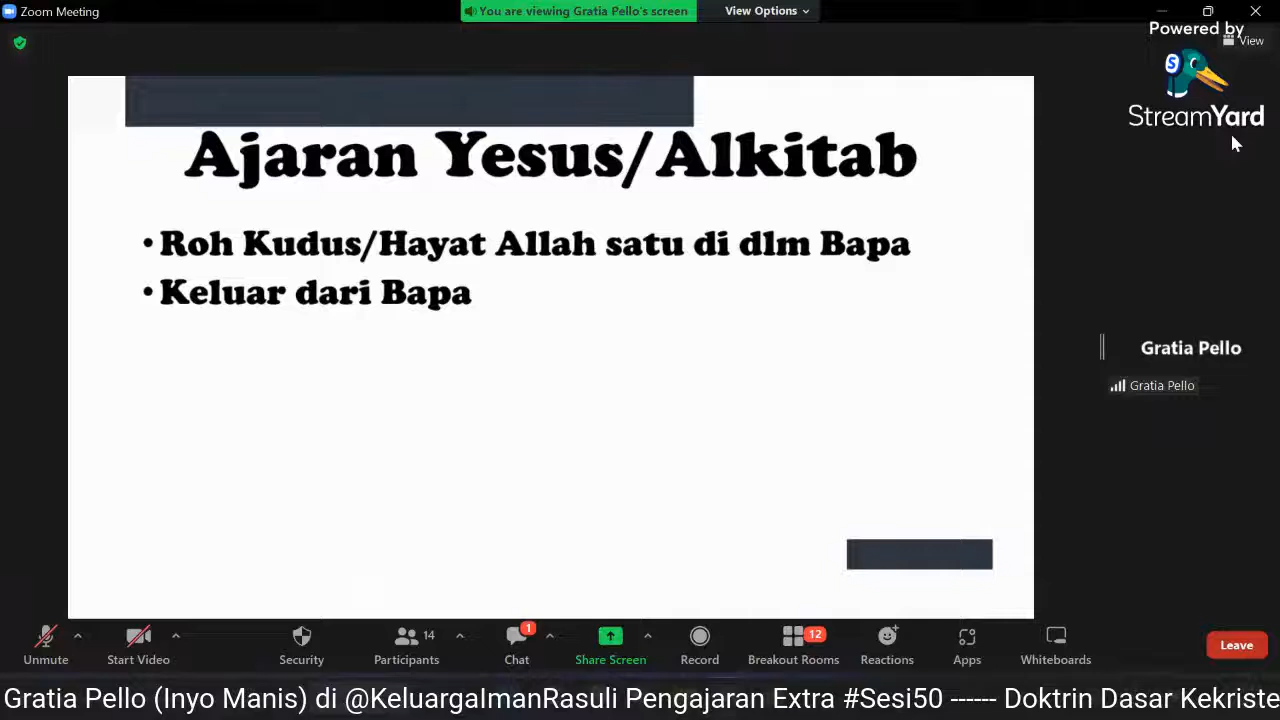 Zoom Meeting
You are viewing Gratia Pello's screen
View Options
Powered by
View
StreamYard
Ajaran Yesus/Alkitab
• Roh Kudus/Hayat Allah satu di dlm Bapa
• Keluar dari Bapa
Gratia Pello
Gratia Pello
14
1
12
Unmute
Start Video
Security
Participants
Chat
Share Screen
Record
Breakout Rooms
Reactions
Apps
Whiteboards
Leave
Gratia Pello (Inyo Manis) di @KeluargaImanRasuli Pengajaran Extra #Sesi50 ------ Doktrin Dasar Kekriste